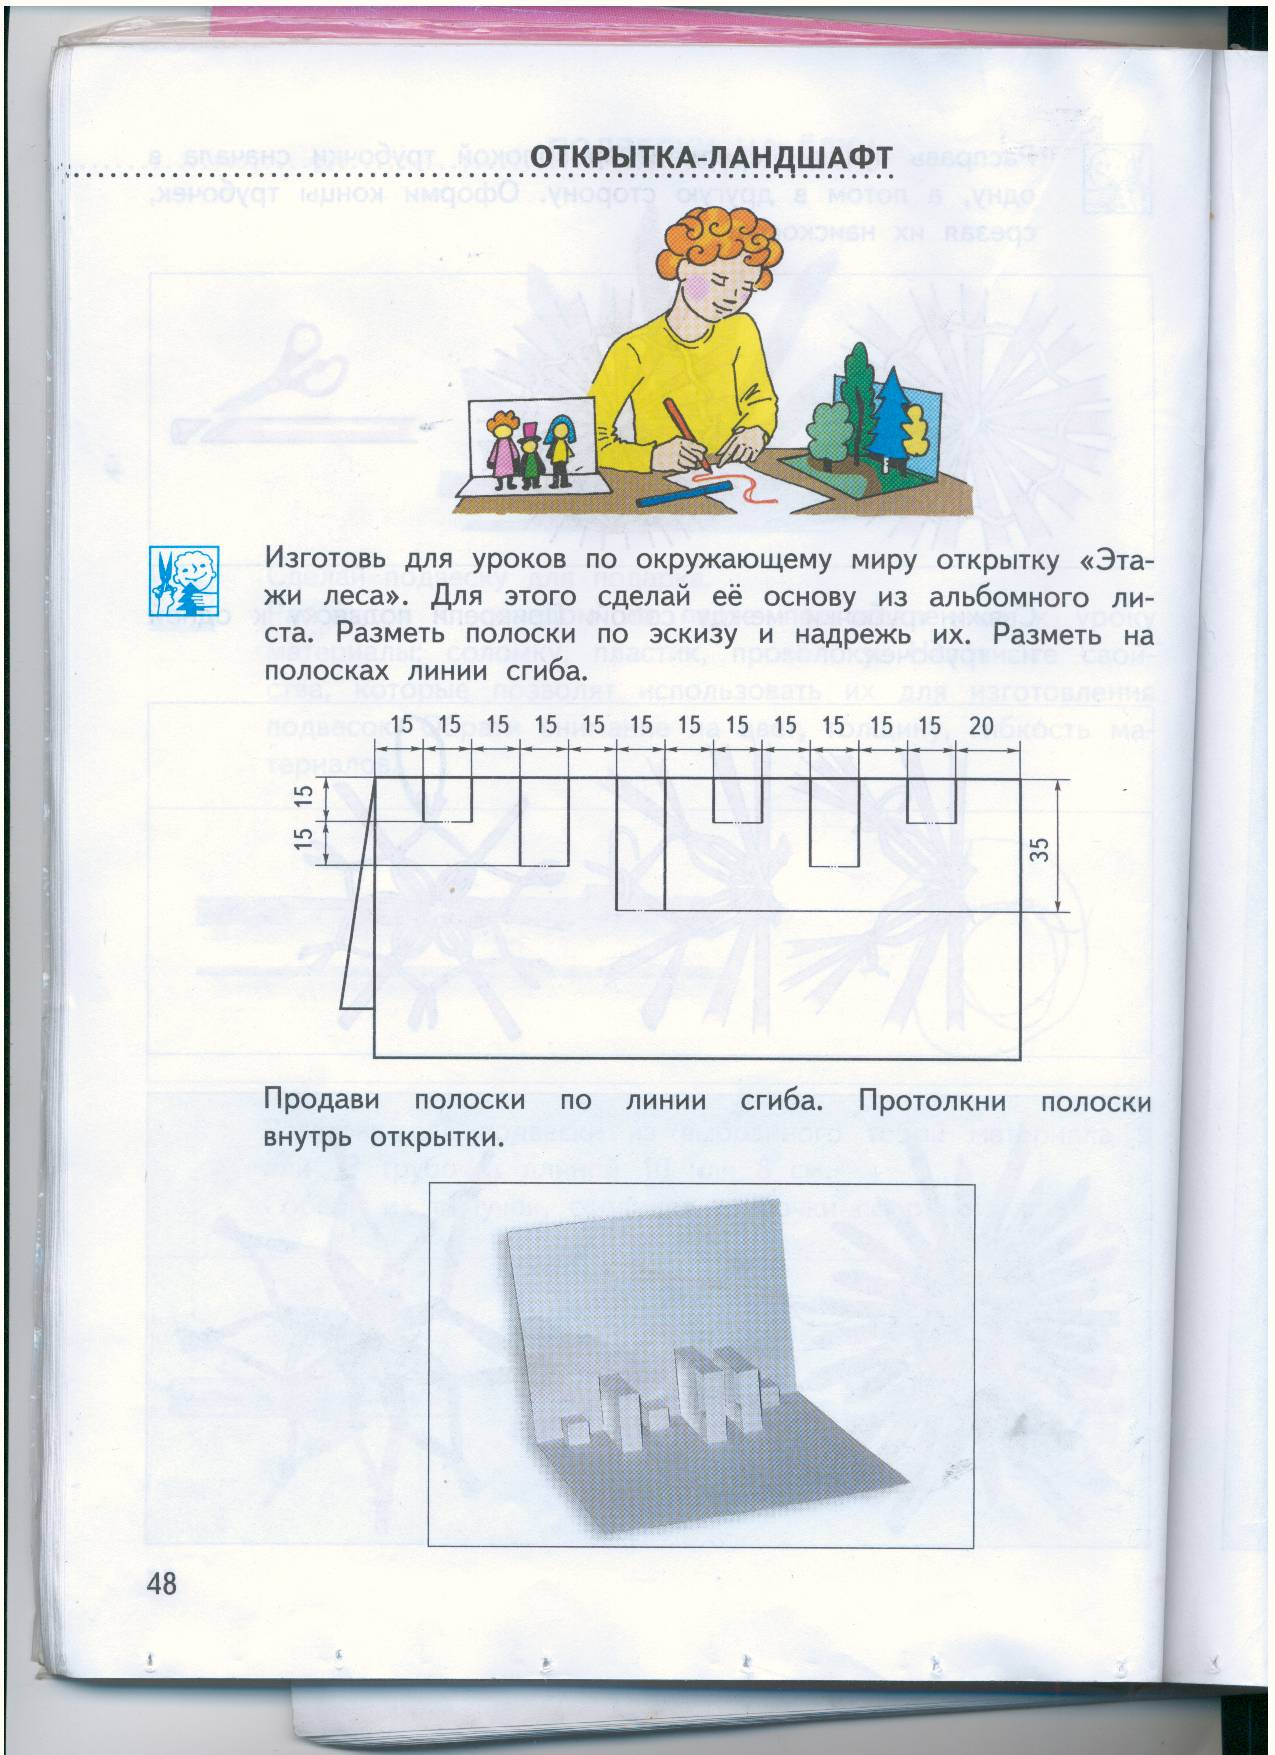 ОТКРЫТКА-ЛАНДШАФТ
Изготовь для уроков по окружающему миру открытку «Эта-
жи леса». Для этого сделай её основу из альбомного ли-
ста. Разметь полоски по эскизу и надрежь их. Разметь на
полосках линии сгиба.
15 15 15 15 15 15 15 15 15 15 15 15 20
15
15
35
Продави полоски по линии сгиба. Протолкни полоски
внутрь открытки.
48